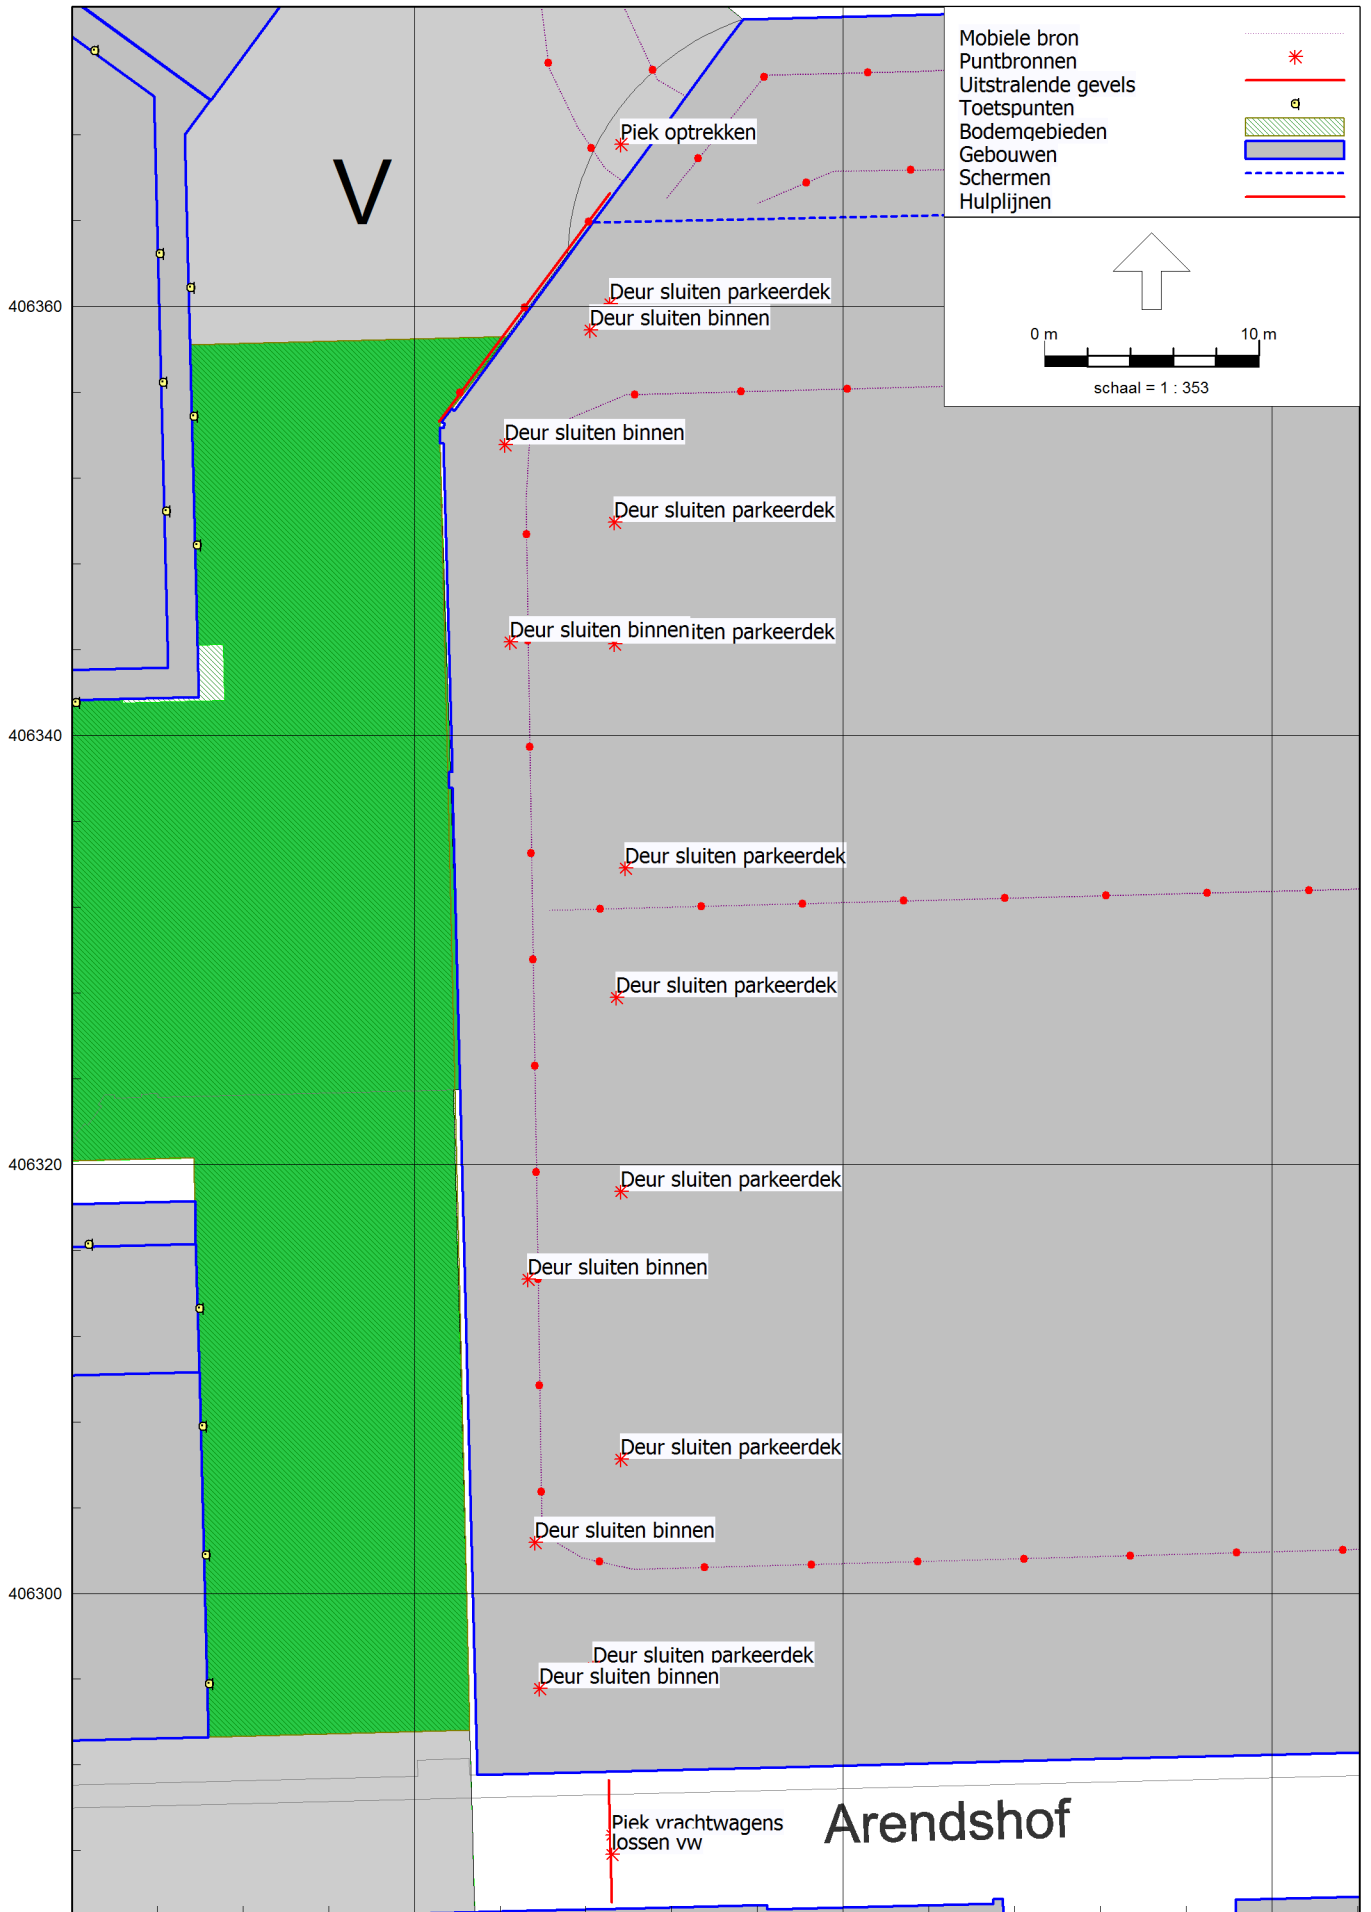 Mobiele bron
Puntbronnen
Uitstralende gevels
Toetspunten
Bodemgebieden
Gebouwen
Schermen
Hulplijnen
0 m 10 m
schaal = 1 : 353
V
Piek optrekken
406360
Deur sluiten parkeerdek
Deur sluiten binnen
Deur sluiten binnen
Deur sluiten parkeerdek
Deur sluiten binnen iten parkeerdek
406340
Deur sluiten parkeerdek
Deur sluiten parkeerdek
406320
Deur sluiten parkeerdek
Deur sluiten binnen
Deur sluiten parkeerdek
Deur sluiten binnen
406300
Deur sluiten parkeerdek
Deur sluiten binnen
Piek vrachtwagens
lossen vw
Arendshof